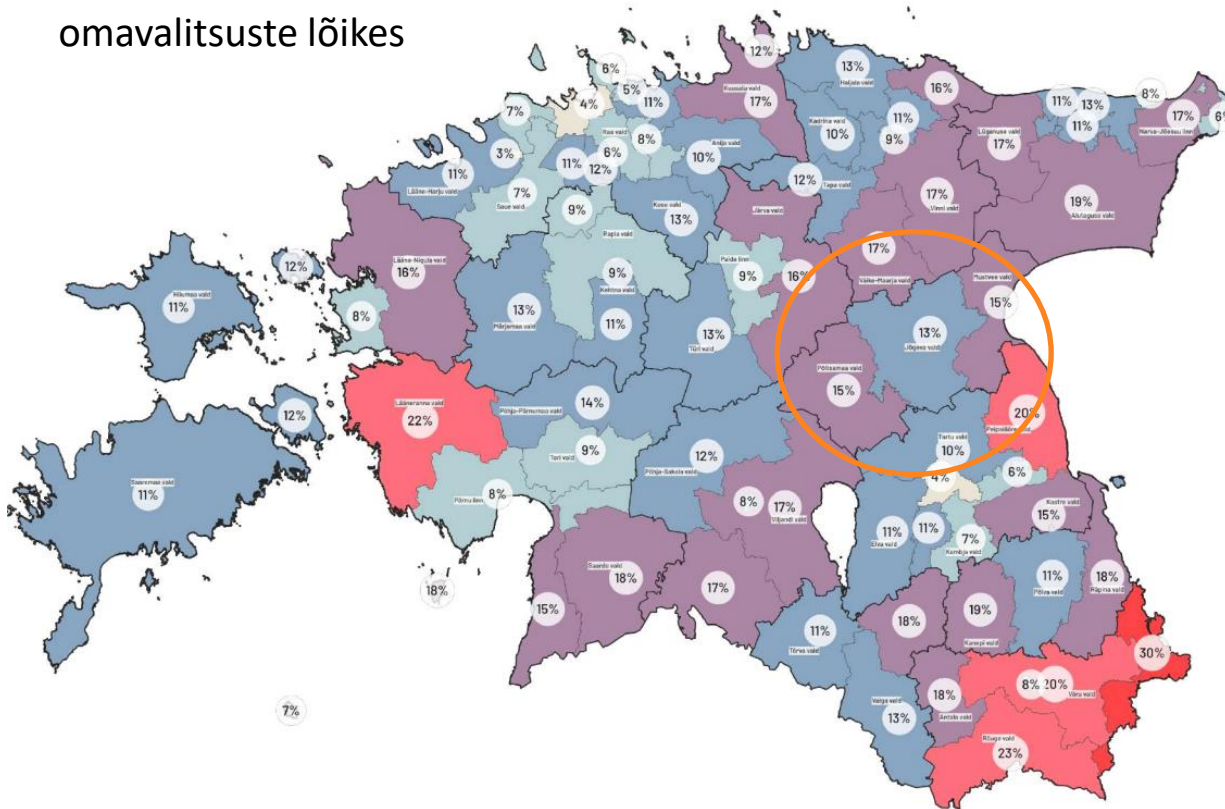 omavalitsuste lõikes
12%
6%
13%
Haljala vald
5%
7%
4%
11%
Kuusalu vald
17%
16%
8%
11%
13%
17%
6%
Narva-Jõesuu linn
Kadrina vald
11%
10%
9%
11%
Lüganuse vald
17%
Rae vald
8%
6%
Anija vald
10%
3%
11%
12%
11%
Lääne-Harju vald
7%
Saue vald
12%
Tapa vald
17%
Vinni vald
19%
Alutaguse vald
9%
Kose vald
13%
Järva vald
Rapla vald
17%
Väike-Maarja vald
Mustvee vald
15%
12%
Lääne-Nigula vald
16%
9%
Kehtna vald
Paide linn
9%
16%
Hiiumaa vald
11%
8%
13%
Märjamaa vald
11%
13%
Türi vald
13%
Jõgeva vald
Põltsamaa vald
15%
12%
Lääneranna vald
22%
Põhja-Pärnumaa vald
14%
20%
Peipsiääre vald
9%
Tori vald
12%
Põhja-Sakala vald
Tartu vald
10%
4%
6%
Saaremaa vald
11%
Pärnu linn
8%
8%
17%
Viljandi vald
Kastre vald
15%
11%
Elva vald
11%
7%
Kambja vald
18%
Saarde vald
18%
17%
11%
Põlva vald
18%
Räpina vald
15%
11%
Tõrva vald
18%
19%
Kanepi vald
30%
18%
Antsla vald
8%
20%
Võru vald
7%
Valga vald
13%
Rõuge vald
23%